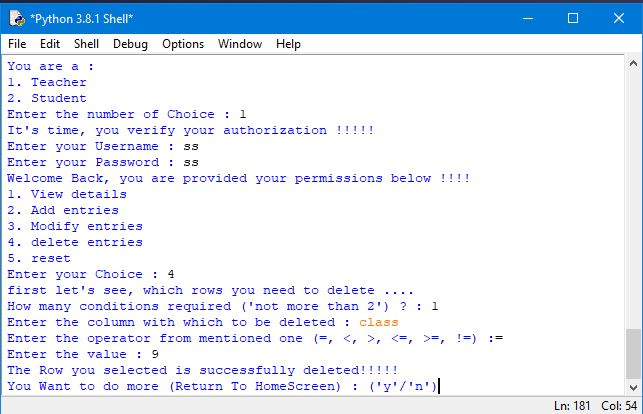 *Python 3.8.1 Shell*
File Edit Shell Debug Options Window Help
You are a :
1. Teacher
2. Student
Enter the number of Choice : 1
It's time, you verify your authorization !!!!!
Enter your Username : ss
Enter your Password : ss
Welcome Back, you are provided your permissions below !!!!
1. View details
2. Add entries
3. Modify entries
4. delete entries
5. reset
Enter your Choice : 4
first let's see, which rows you need to delete ....
How many conditions required ('not more than 2') ? : 1
Enter the column with which to be deleted : class
Enter the operator from mentioned one (=, <, >, <=, >=, !=) :=
Enter the value : 9
The Row you selected is successfully deleted!!!!!
You Want to do more (Return To HomeScreen) : ('y'/'n')
Ln: 181 Col: 54